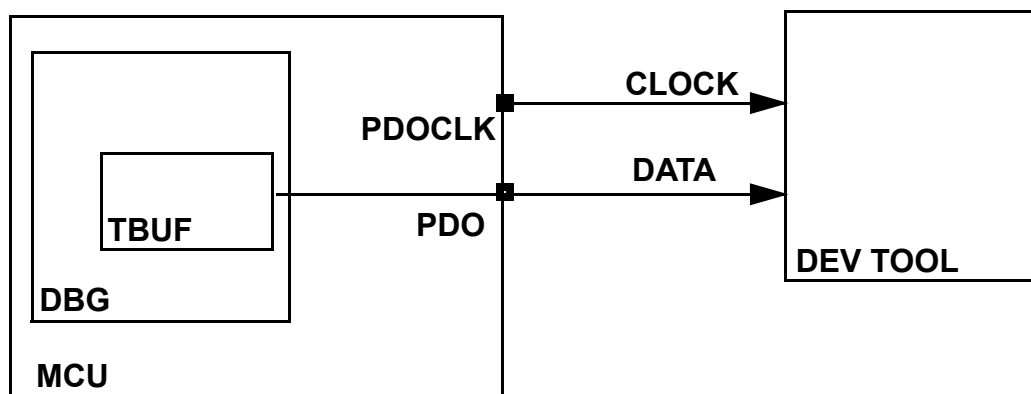 CLOCK
PDOCLK
DATA
TBUF
PDO
DEV TOOL
DBG
MCU